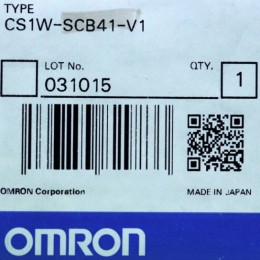 TYPE
CS1W-SCB41-V1
LOT No. QTY.
031015 1
OMRON Corporation MADE IN JAPAN
OMRON